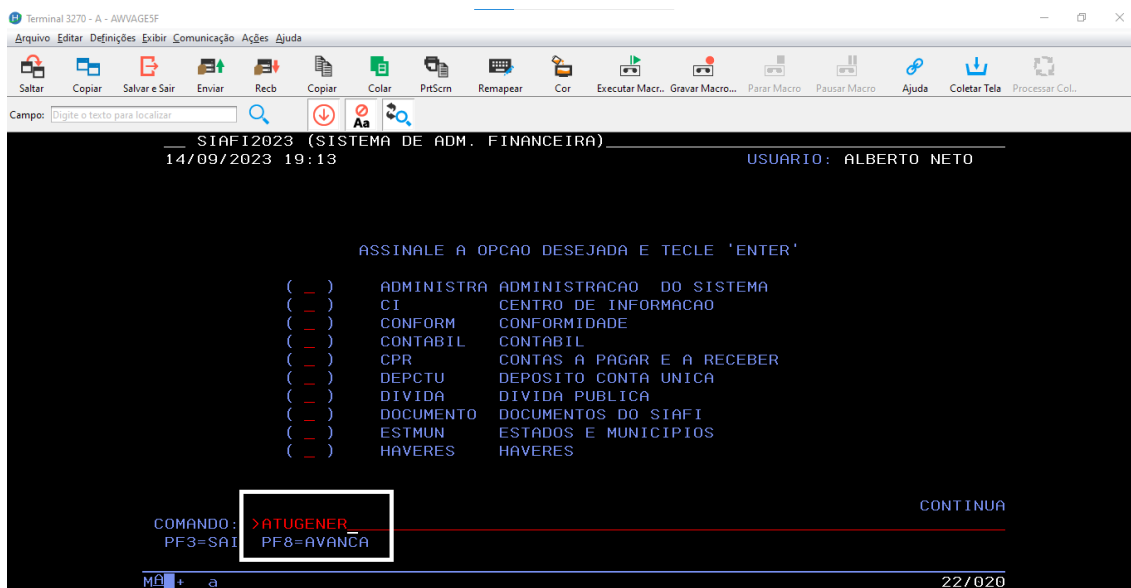 Terminal 3270 - A - AWVAGESF
Arquivo Editar Definições Exibir Comunicação Ações Ajuda
Saltar Copiar Salvar e Sair Enviar Recb Copiar Colar PrtScrn Remapear Cor Executar Macr.. Gravar Macro... Parar Macro Pausar Macro Ajuda Coletar Tela Processar Col..
Campo: Digite o texto para localizar Aa
__ SIAFI2023 (SISTEMA DE ADM. FINANCEIRA)
14/09/2023 19:13 USUARIO: ALBERTO NETO
ASSINALE A OPCAO DESEJADA E TECLE 'ENTER'
( _ ) ADMINISTRA ADMINISTRACAO DO SISTEMA
( _ ) CI CENTRO DE INFORMACAO
( _ ) CONFORM CONFORMIDADE
( _ ) CONTABIL CONTABIL
( _ ) CPR CONTAS A PAGAR E A RECEBER
( _ ) DEPCTU DEPOSITO CONTA UNICA
( _ ) DIVIDA DIVIDA PUBLICA
( _ ) DOCUMENTO DOCUMENTOS DO SIAFI
( _ ) ESTMUN ESTADOS E MUNICIPIOS
( _ ) HAVERES HAVERES
CONTINUA
COMANDO: >ATUGENER_
PF3=SAI PF8=AVANCA
MA + a 22/020